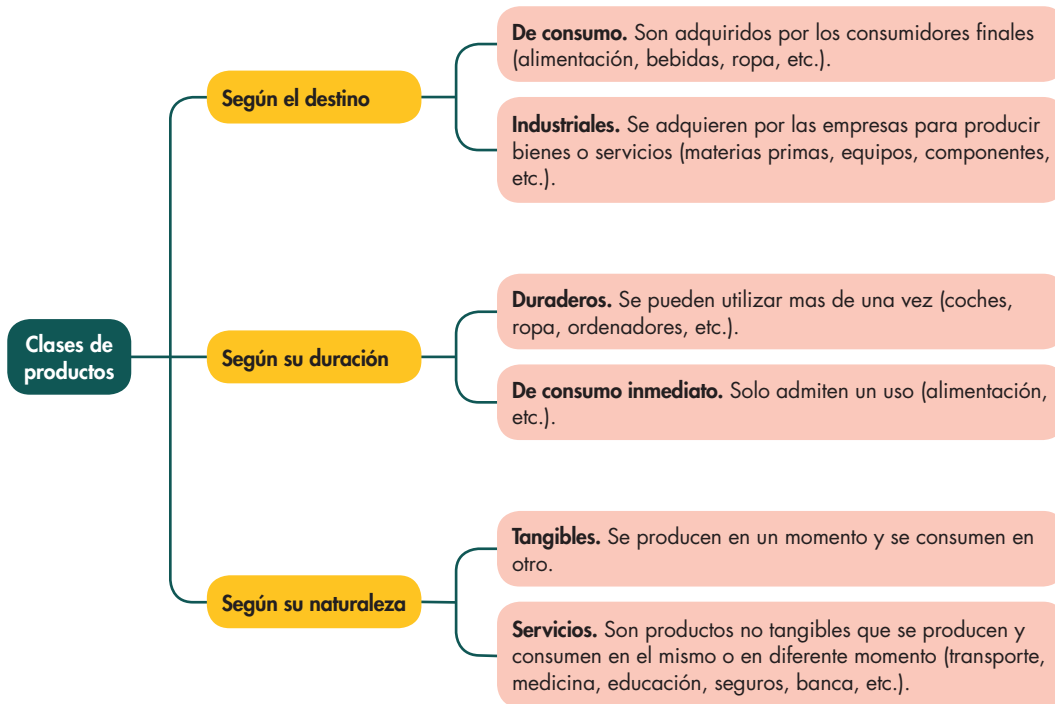 Clases de
productos
Según el destino
De consumo. Son adquiridos por los consumidores finales
(alimentación, bebidas, ropa, etc.).
Industriales. Se adquieren por las empresas para producir
bienes o servicios (materias primas, equipos, componentes,
etc.).
Según su duración
Duraderos. Se pueden utilizar mas de una vez (coches,
ropa, ordenadores, etc.).
De consumo inmediato. Solo admiten un uso (alimentación,
etc.).
Según su naturaleza
Tangibles. Se producen en un momento y se consumen en
otro.
Servicios. Son productos no tangibles que se producen y
consumen en el mismo o en diferente momento (transporte,
medicina, educación, seguros, banca, etc.).